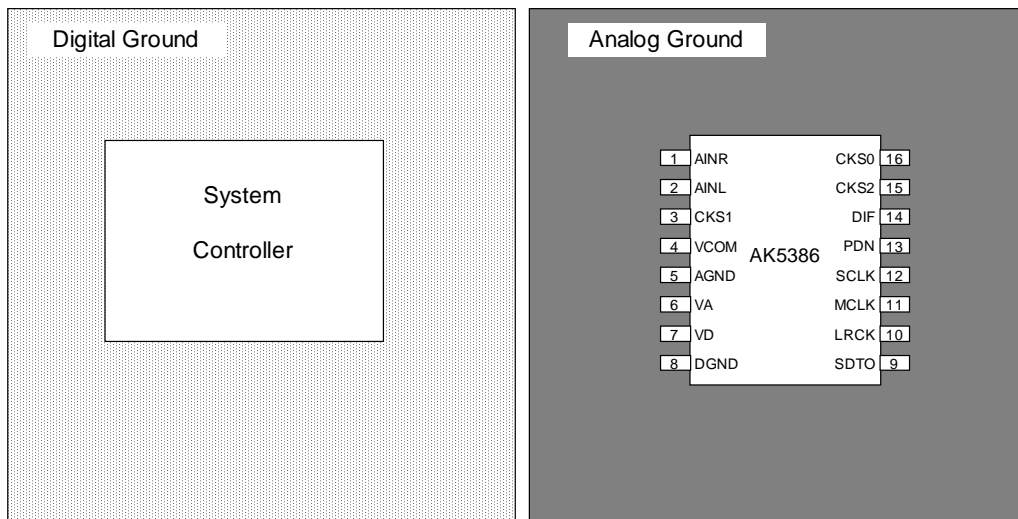 Digital Ground
Analog Ground
System
Controller
1 AINR
2 AINL
3 CKS1
4 VCOM
5 AGND
6 VA
7 VD
8 DGND
AK5386
CKS0 16
CKS2 15
DIF 14
PDN 13
SCLK 12
MCLK 11
LRCK 10
SDTO 9